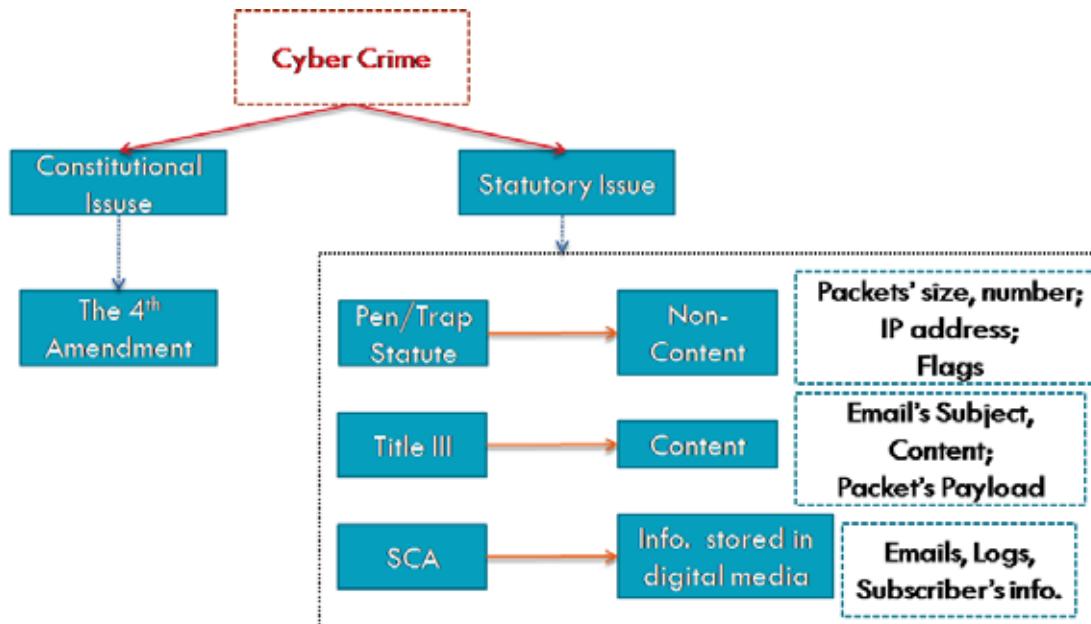 Cyber Crime
Constitutional
Issuse
Statutory Issue
The 4th
Amendment
Pen/Trap
Statute
Non-
Content
Packets' size, number;
IP address;
Flags
Title III
Content
Email's Subject,
Content;
Packet's Payload
SCA
Info. stored in
digital media
Emails, Logs,
Subscriber's info.